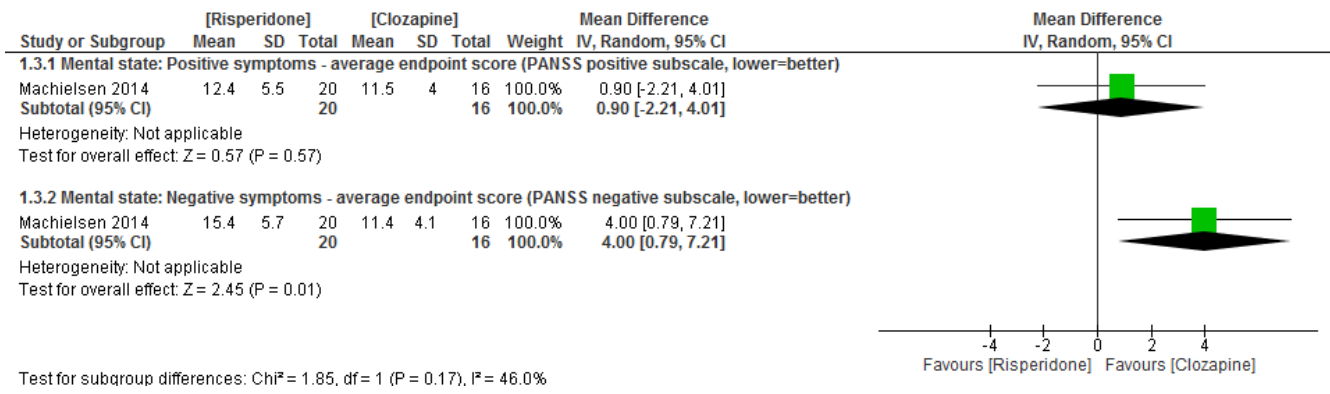 [Risperidone] [Clozapine] Mean Difference Mean Difference
Study or Subgroup Mean SD Total Mean SD Total Weight IV, Random, 95% CI IV, Random, 95% CI
1.3.1 Mental state: Positive symptoms - average endpoint score (PANSS positive subscale, lower=better)
Machielsen 2014 12.4 5.5 20 11.5 4 16 100.0% 0.90 [-2.21, 4.01]
Subtotal (95% CI) 20 16 100.0% 0.90 [-2.21, 4.01]
Heterogeneity: Not applicable
Test for overall effect: Z = 0.57 (P = 0.57)
1.3.2 Mental state: Negative symptoms - average endpoint score (PANSS negative subscale, lower=better)
Machielsen 2014 15.4 5.7 20 11.4 4.1 16 100.0% 4.00 [0.79, 7.21]
Subtotal (95% CI) 20 16 100.0% 4.00 [0.79, 7.21]
Heterogeneity: Not applicable
Test for overall effect: Z = 2.45 (P = 0.01)
-4 -2 0 2 4
Favours [Risperidone] Favours [Clozapine]
Test for subgroup differences: Chi² = 1.85, df = 1 (P = 0.17), I² = 46.0%